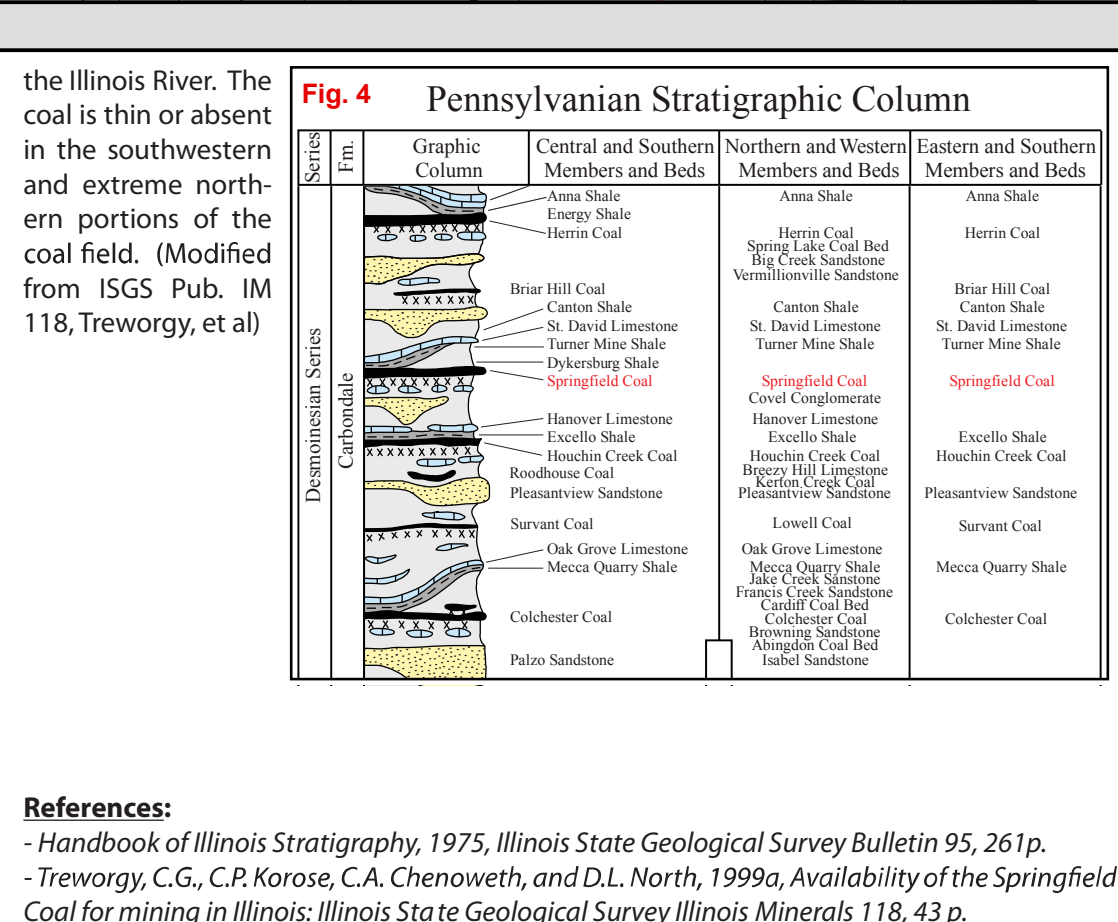 the Illinois River. The
coal is thin or absent
in the southwestern
and extreme north-
ern portions of the
coal field. (Modified
from ISGS Pub. IM
118, Treworgy, et al)
Fig. 4
Pennsylvanian Stratigraphic Column
Series
Fm.
Graphic
Column
Central and Southern
Members and Beds
Northern and Western
Members and Beds
Eastern and Southern
Members and Beds
Desmoinesian Series
Carbondale
Anna Shale
Energy Shale
Herrin Coal
Briar Hill Coal
Canton Shale
St. David Limestone
Turner Mine Shale
Dykersburg Shale
Springfield Coal
Hanover Limestone
Excello Shale
Houchin Creek Coal
Roodhouse Coal
Pleasantview Sandstone
Survant Coal
Oak Grove Limestone
Mecca Quarry Shale
Colchester Coal
Palzo Sandstone
Anna Shale
Herrin Coal
Spring Lake Coal Bed
Big Creek Sandstone
Vermillionville Sandstone
Canton Shale
St. David Limestone
Turner Mine Shale
Springfield Coal
Covel Conglomerate
Hanover Limestone
Excello Shale
Houchin Creek Coal
Breezy Hill Limestone
Kerton Creek Coal
Pleasantview Sandstone
Lowell Coal
Oak Grove Limestone
Mecca Quarry Shale
Jake Creek Sanstone
Francis Creek Sandstone
Cardiff Coal Bed
Colchester Coal
Browning Sandstone
Abingdon Coal Bed
Isabel Sandstone
Anna Shale
Herrin Coal
Briar Hill Coal
Canton Shale
St. David Limestone
Turner Mine Shale
Springfield Coal
Excello Shale
Houchin Creek Coal
Pleasantview Sandstone
Survant Coal
Mecca Quarry Shale
Colchester Coal
References:
- Handbook of Illinois Stratigraphy, 1975, Illinois State Geological Survey Bulletin 95, 261p.
- Treworgy, C.G., C.P. Korose, C.A. Chenoweth, and D.L. North, 1999a, Availability of the Springfield
Coal for mining in Illinois: Illinois State Geological Survey Illinois Minerals 118, 43 p.